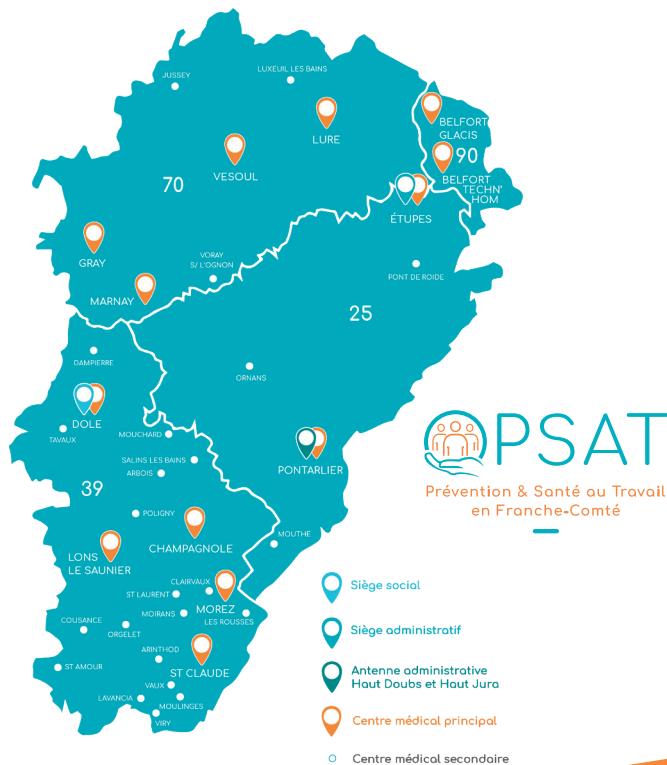 JUSSEY
LUXEUIL LES BAINS
LURE
BELFORT
GLACIS
90
BELFORT
TECHN'
HOM
VESOUL
70
ÉTUPES
GRAY
VORAY
S/ L'OGNON
PONT DE ROIDE
MARNAY
25
DAMPIERRE
ORNANS
DOLE
TAVAUX
MOUCHARD
PONTARLIER
SALINS LES BAINS
ARBOIS
39
POLIGNY
CHAMPAGNOLE
MOUTHE
LONS
LE SAUNIER
CLAIRVAUX
ST LAURENT
MOREZ
MOIRANS
LES ROUSSES
COUSANCE
ORGELET
ARINTHOD
ST AMOUR
ST CLAUDE
VAUX
LAVANCIA
MOULINGES
VIRY
OPSAT
Prévention & Santé au Travail
en Franche-Comté
Siège social
Siège administratif
Antenne administrative
Haut Doubs et Haut Jura
Centre médical principal
Centre médical secondaire